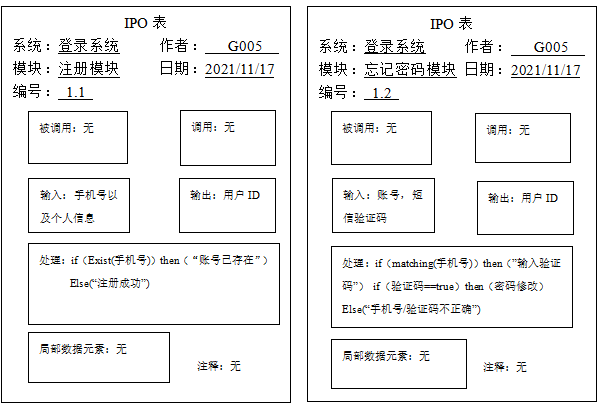 IPO 表
系统：登录系统 作者： G005
模块：注册模块 日期：2021/11/17
编号： 1.1
被调用：无
调用：无
输入：手机号以
及个人信息
输出：用户 ID
处理：if（Exist(手机号)）then（“账号已存在”）
Else(“注册成功”)
局部数据元素：无
注释：无
IPO 表
系统：登录系统 作者： G005
模块：忘记密码模块 日期：2021/11/17
编号： 1.2
被调用：无
调用：无
输入：账号，短
信验证码
输出：用户 ID
处理：if（matching(手机号)）then（”输入验证
码”） if（验证码==true）then（密码修改）
Else(“手机号/验证码不正确”)
局部数据元素：无
注释：无